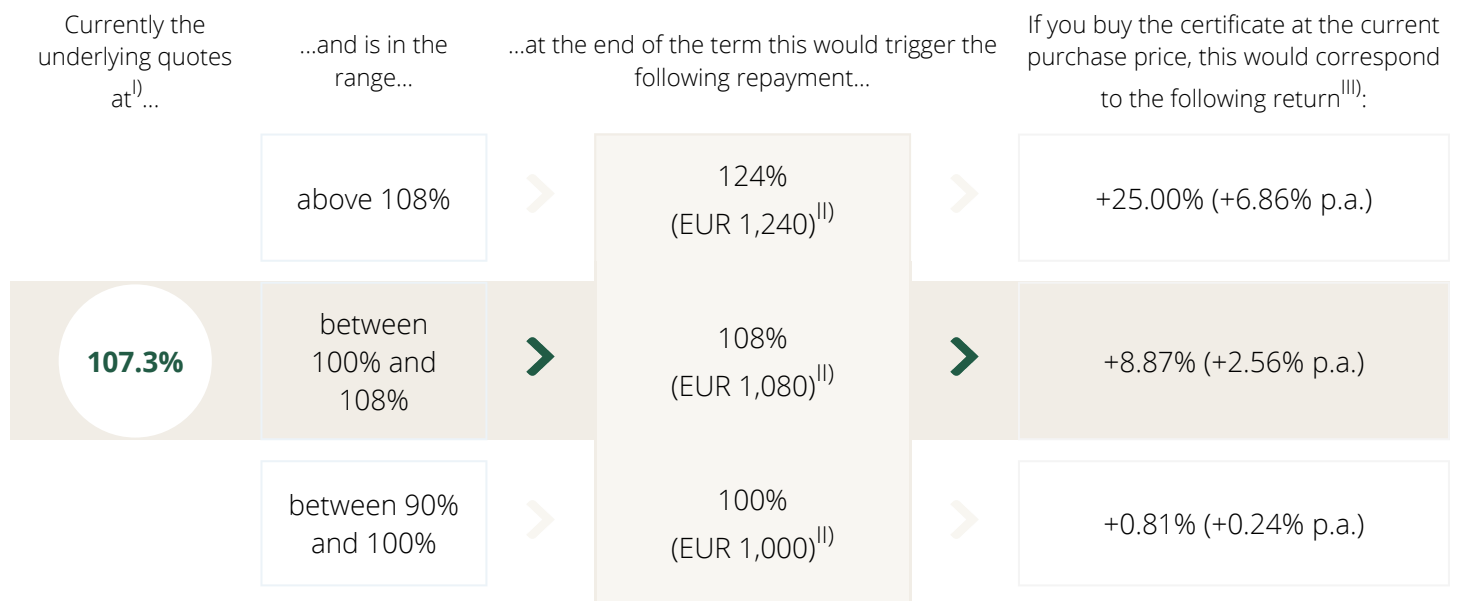 Currently the
underlying quotes
at I)...
...and is in the
range...
...at the end of the term this would trigger the
following repayment...
If you buy the certificate at the current
purchase price, this would correspond
to the following return III):
above 108%
124%
(EUR 1,240) II)
+25.00% (+6.86% p.a.)
107.3%
between
100% and
108%
108%
(EUR 1,080) II)
+8.87% (+2.56% p.a.)
between 90%
and 100%
100%
(EUR 1,000) II)
+0.81% (+0.24% p.a.)